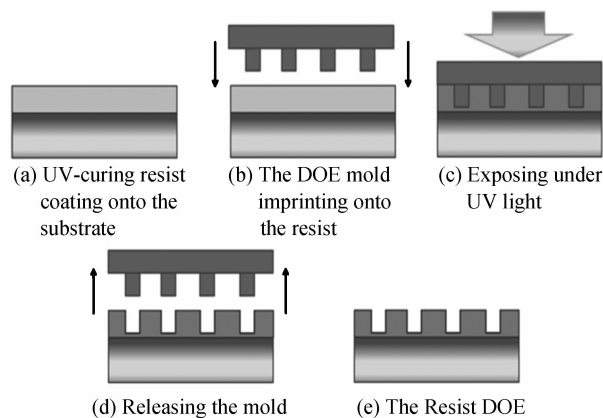 (a) UV-curing resist
coating onto the
substrate
(b) The DOE mold
imprinting onto
the resist
(c) Exposing under
UV light
(d) Releasing the mold
(e) The Resist DOE